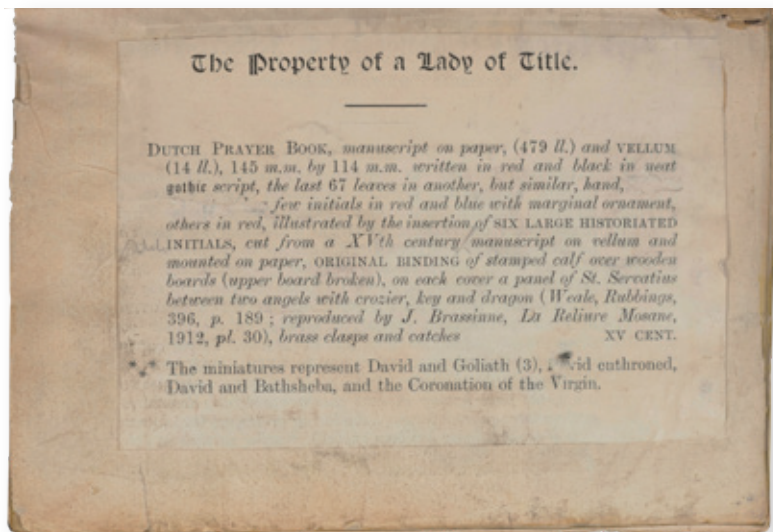 The Property of a Lady of Title.
DUTCH PRAYER BOOK, manuscript on paper, (479 ll.) and VELLUM
(14 ll.), 145 m.m. by 114 m.m. written in red and black in neat
gothic script, the last 67 leaves in another, but similar, hand,
few initials in red and blue with marginal ornament,
others in red, illustrated by the insertion of SIX LARGE HISTORIATED
INITIALS, cut from a XVth century manuscript on vellum and
mounted on paper, ORIGINAL BINDING of stamped calf over wooden
boards (upper board broken), on each cover a panel of St. Servatius
between two angels with crozier, key and dragon (Weale, Rubbings,
396, p. 189; reproduced by J. Brassinne, La Reliure Mosane,
1912, pl. 30), brass clasps and catches XV CENT.
The miniatures represent David and Goliath (3), enthroned,
David and Bathsheba, and the Coronation of the Virgin.